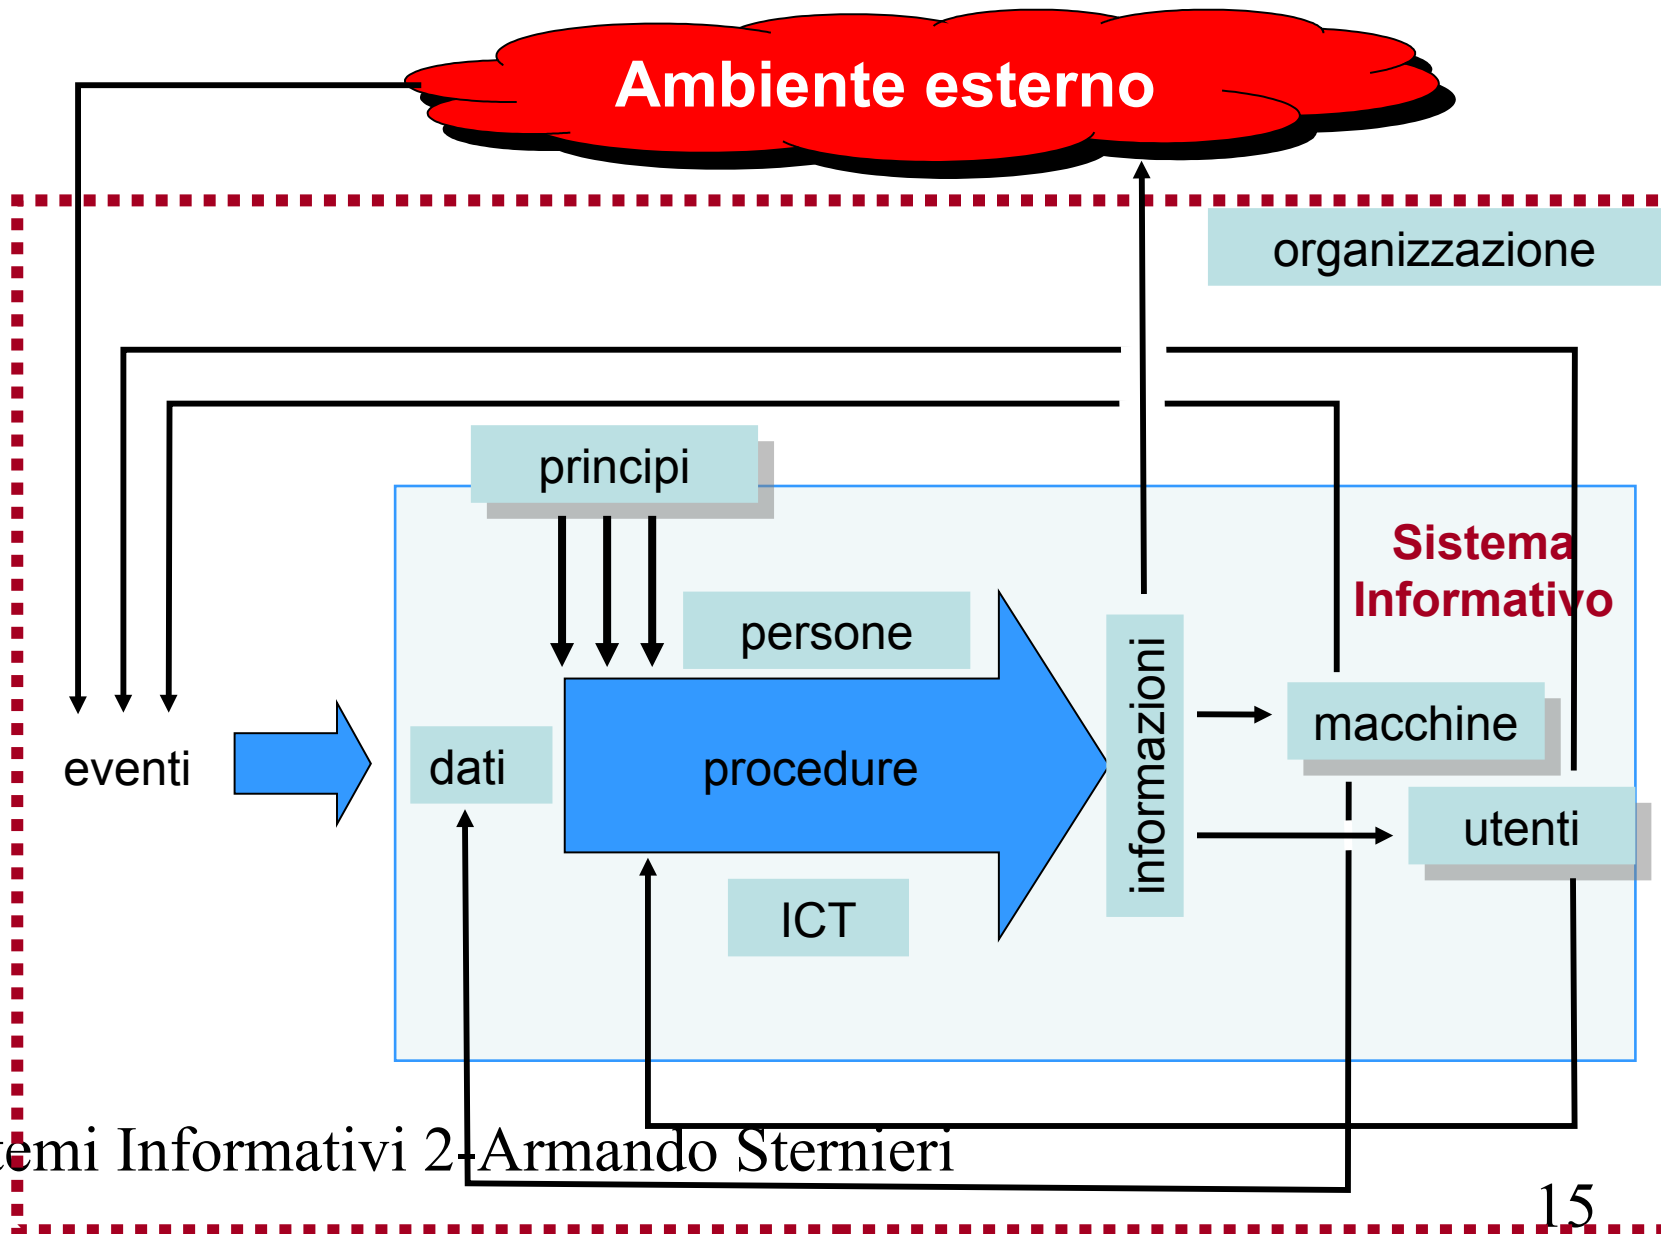 Ambiente esterno
organizzazione
principi
Sistema
Informativo
persone
informazioni
macchine
eventi
dati
procedure
utenti
ICT
temi Informativi 2-Armando Sternieri
15